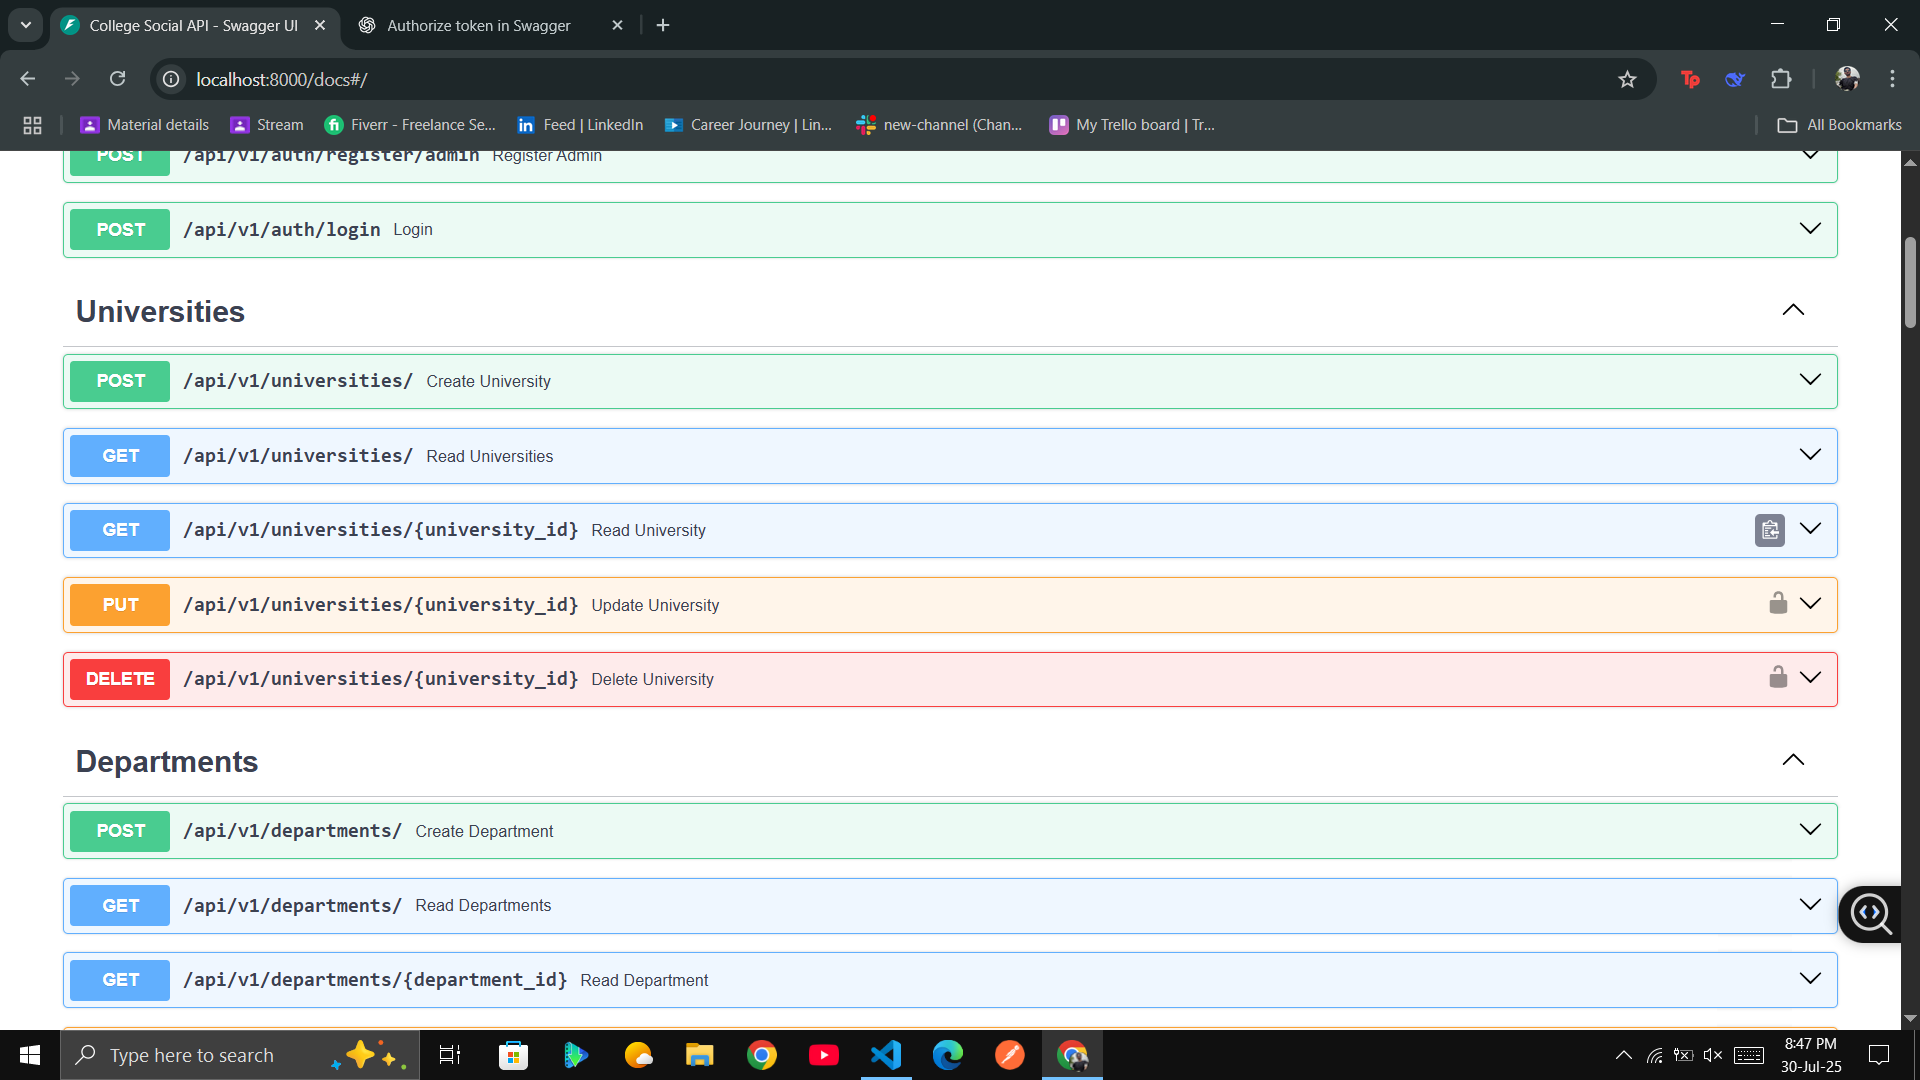 College Social API - Swagger UI
Authorize token in Swagger
localhost:8000/docs#/
Tp
Material details
Stream
Fiverr - Freelance Se...
Feed | LinkedIn
Career Journey | Lin...
new-channel (Chan...
My Trello board | Tr...
All Bookmarks
POST /api/v1/auth/register/admin Register Admin
POST /api/v1/auth/login Login
Universities
POST /api/v1/universities/ Create University
GET /api/v1/universities/ Read Universities
GET /api/v1/universities/{university_id} Read University
PUT /api/v1/universities/{university_id} Update University
DELETE /api/v1/universities/{university_id} Delete University
Departments
POST /api/v1/departments/ Create Department
GET /api/v1/departments/ Read Departments
GET /api/v1/departments/{department_id} Read Department
Type here to search
8:47 PM
30-Jul-25